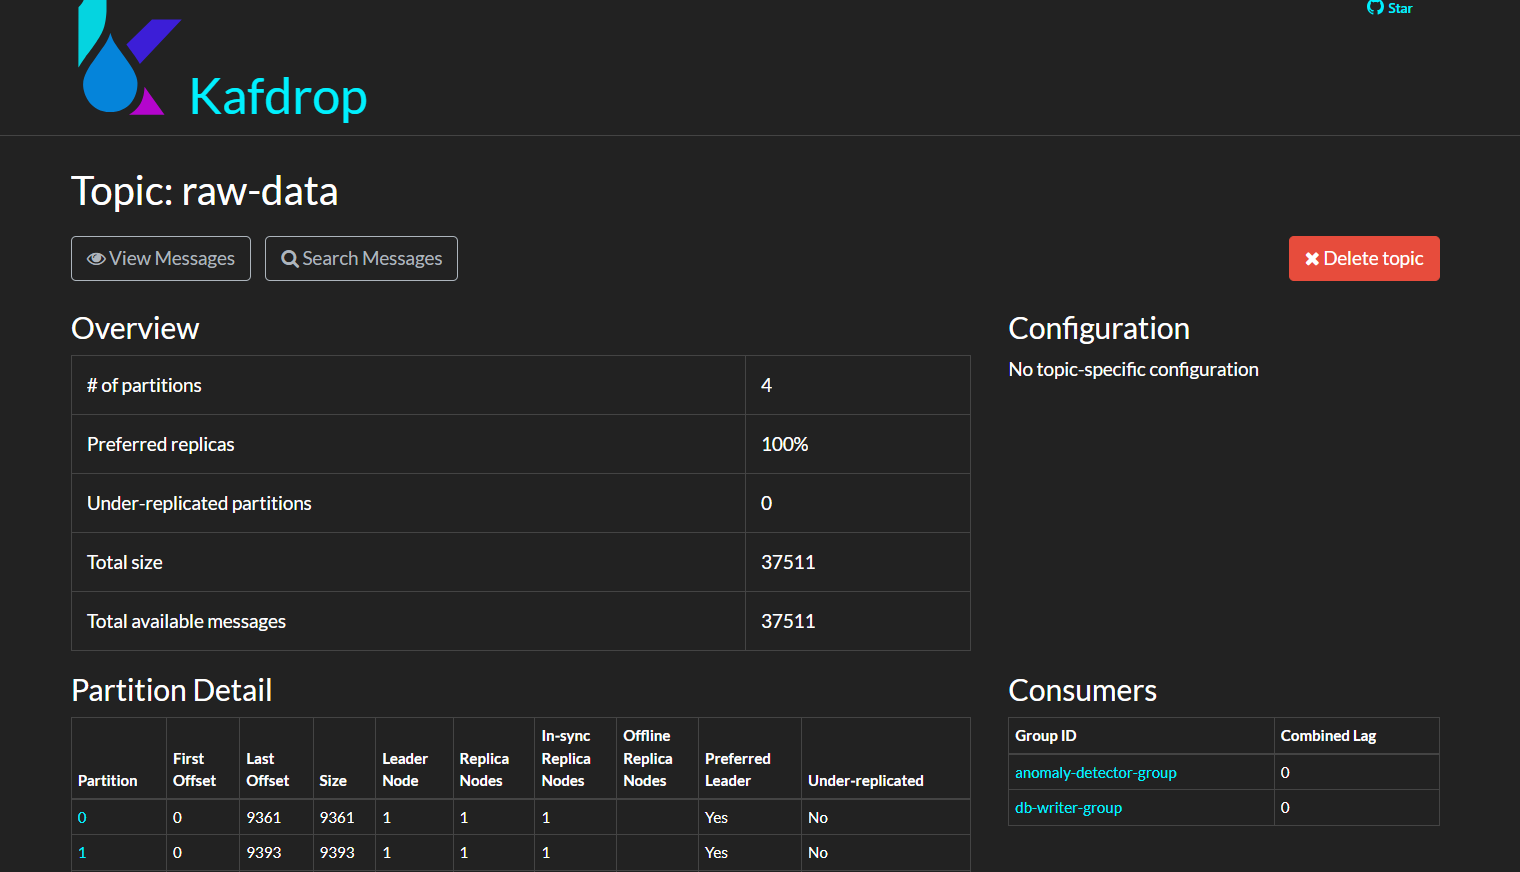 Star
Kafdrop
Topic: raw-data
View Messages
Search Messages
Delete topic
Overview
# of partitions 4
Preferred replicas 100%
Under-replicated partitions 0
Total size 37511
Total available messages 37511
Configuration
No topic-specific configuration
Partition Detail
Partition First Offset Last Offset Size Leader Node Replica Nodes In-sync Replica Nodes Offline Replica Nodes Preferred Leader Under-replicated
0 0 9361 9361 1 1 1 Yes No
1 0 9393 9393 1 1 1 Yes No
Consumers
Group ID Combined Lag
anomaly-detector-group 0
db-writer-group 0